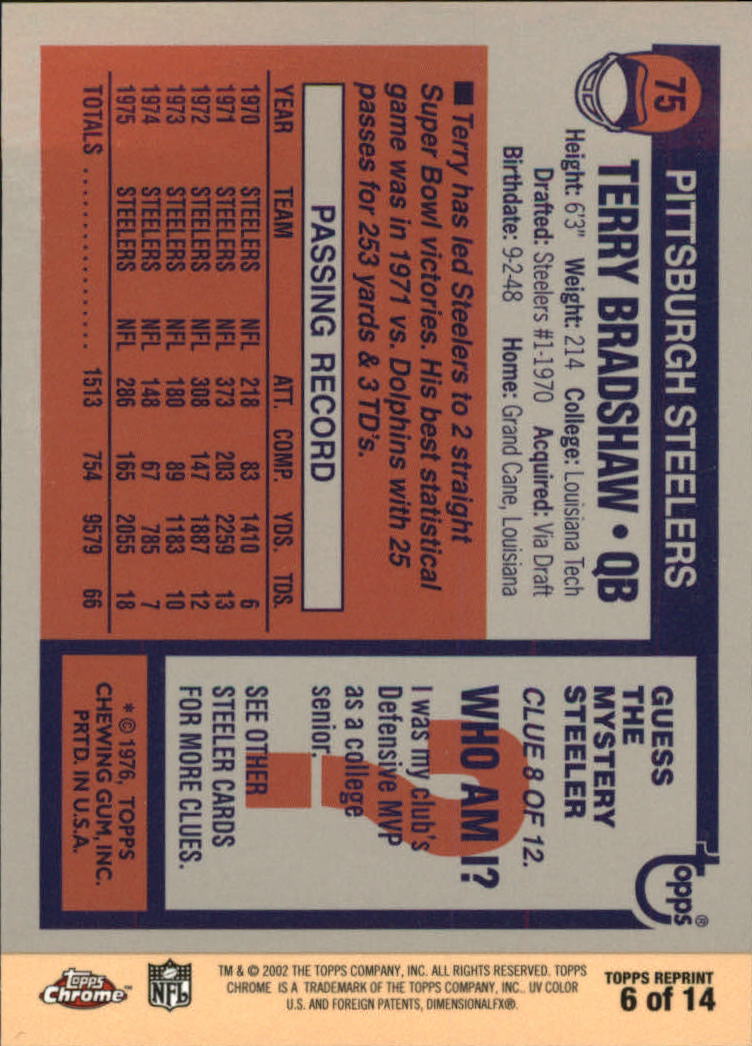 75
PITTSBURGH STEELERS
TERRY BRADSHAW • QB
Height: 6'3" Weight: 214 College: Louisiana Tech
Drafted: Steelers #1-1970 Acquired: Via Draft
Birthdate: 9-2-48 Home: Grand Cane, Louisiana
■ Terry has led Steelers to 2 straight
Super Bowl victories. His best statistical
game was in 1971 vs. Dolphins with 25
passes for 253 yards & 3 TD's.
PASSING RECORD
YEAR TEAM ATT. COMP. YDS. TDS.
1970 STEELERS NFL 218 83 1410 6
1971 STEELERS NFL 373 203 2259 13
1972 STEELERS NFL 308 147 1887 12
1973 STEELERS NFL 180 89 1183 10
1974 STEELERS NFL 148 67 785 7
1975 STEELERS NFL 286 165 2055 18
TOTALS .................. 1513 754 9579 66
Topps®
GUESS
THE
MYSTERY
STEELER
CLUE 8 OF 12.
WHO AM I?
I was my club's
Defensive MVP
as a college
senior.
SEE OTHER
STEELER CARDS
FOR MORE CLUES.
?
* © 1976, TOPPS
CHEWING GUM, INC.
PRTD. IN U.S.A.
Topps
Chrome™
NFL
TM & © 2002 THE TOPPS COMPANY, INC. ALL RIGHTS RESERVED. TOPPS
CHROME IS A TRADEMARK OF THE TOPPS COMPANY, INC.. UV COLOR
U.S. AND FOREIGN PATENTS, DIMENSIONALFX®.
TOPPS REPRINT
6 of 14